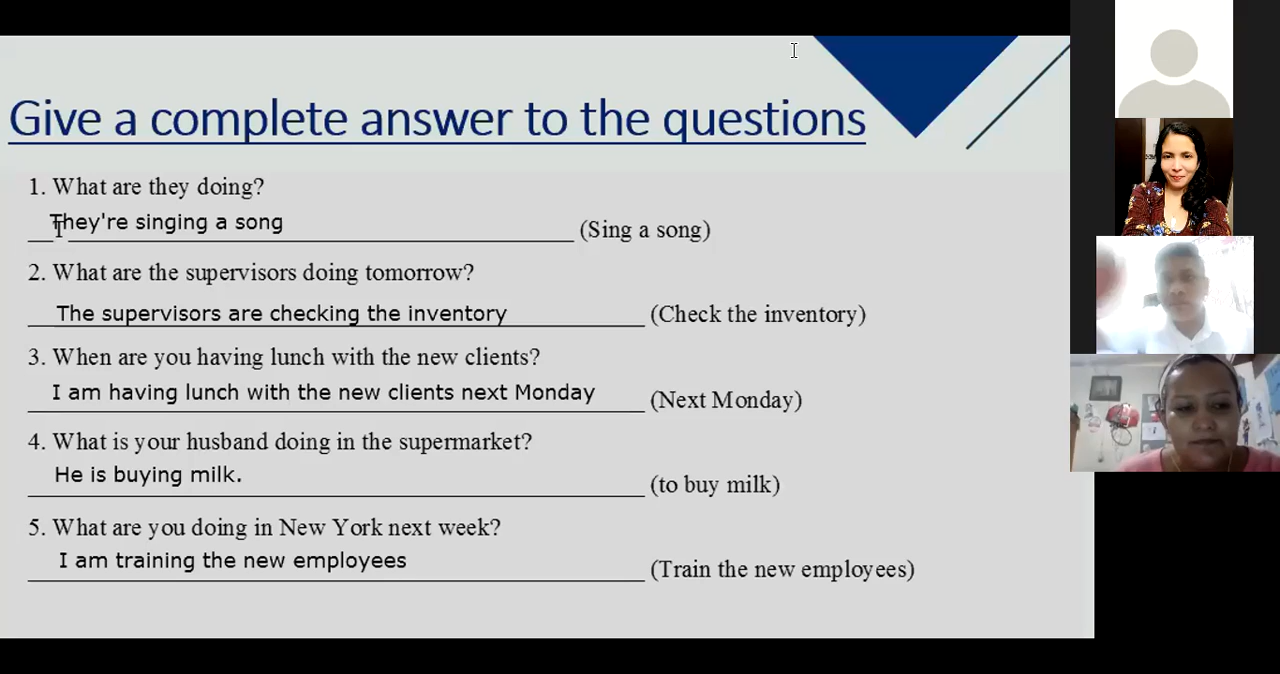 Give a complete answer to the questions
1. What are they doing?
They're singing a song (Sing a song)
2. What are the supervisors doing tomorrow?
The supervisors are checking the inventory (Check the inventory)
3. When are you having lunch with the new clients?
I am having lunch with the new clients next Monday (Next Monday)
4. What is your husband doing in the supermarket?
He is buying milk. (to buy milk)
5. What are you doing in New York next week?
I am training the new employees (Train the new employees)